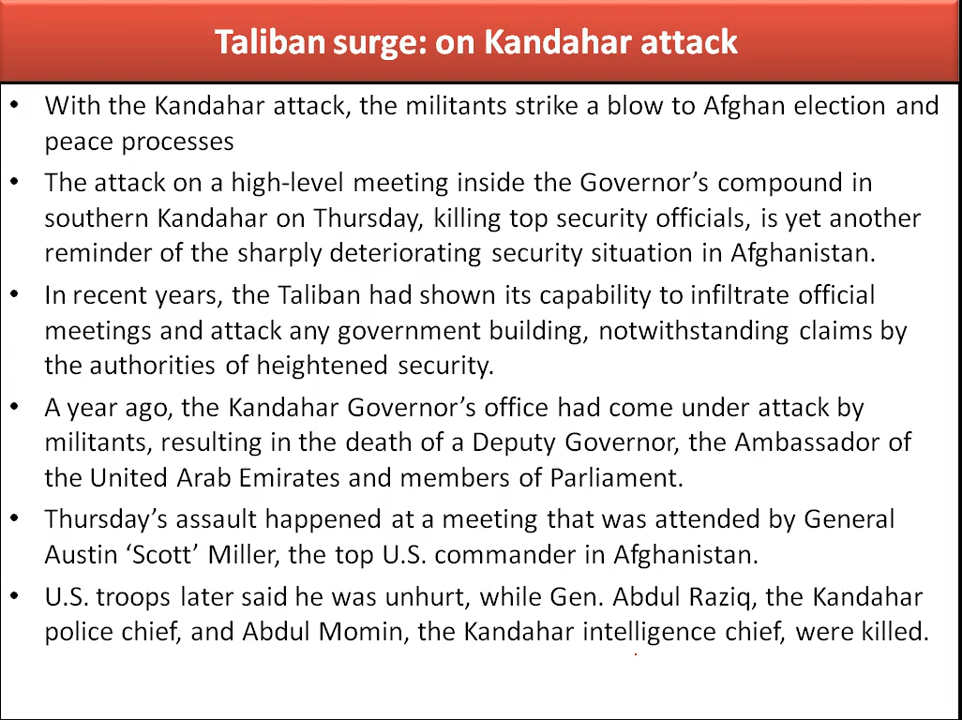 Taliban surge: on Kandahar attack
• With the Kandahar attack, the militants strike a blow to Afghan election and
peace processes
• The attack on a high-level meeting inside the Governor’s compound in
southern Kandahar on Thursday, killing top security officials, is yet another
reminder of the sharply deteriorating security situation in Afghanistan.
• In recent years, the Taliban had shown its capability to infiltrate official
meetings and attack any government building, notwithstanding claims by
the authorities of heightened security.
• A year ago, the Kandahar Governor’s office had come under attack by
militants, resulting in the death of a Deputy Governor, the Ambassador of
the United Arab Emirates and members of Parliament.
• Thursday’s assault happened at a meeting that was attended by General
Austin ‘Scott’ Miller, the top U.S. commander in Afghanistan.
• U.S. troops later said he was unhurt, while Gen. Abdul Raziq, the Kandahar
police chief, and Abdul Momin, the Kandahar intelligence chief, were killed.